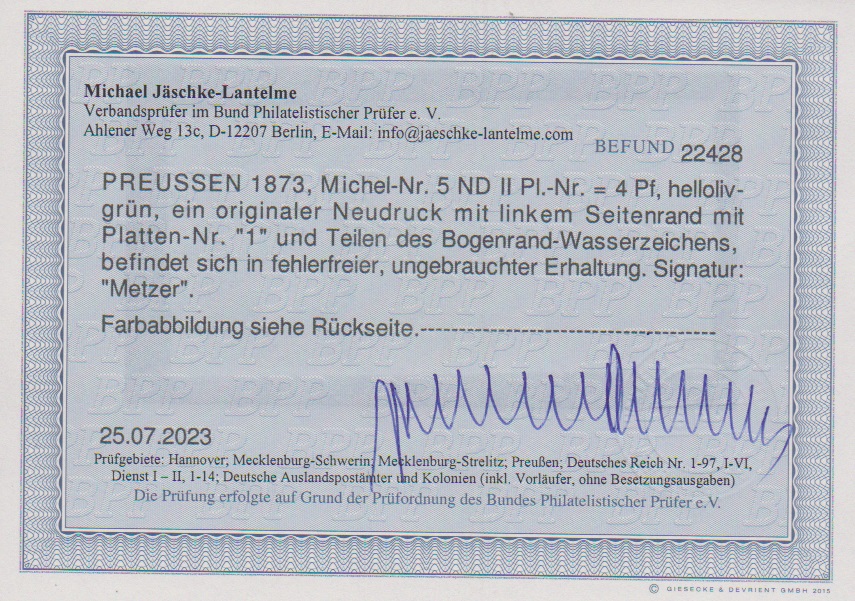 Michael Jäschke-Lantelme
Verbandsprüfer im Bund Philatelistischer Prüfer e. V.
Ahlener Weg 13c, D-12207 Berlin, E-Mail: info@jaeschke-lantelme.com
BEFUND 22428
PREUSSEN 1873, Michel-Nr. 5 ND II Pl.-Nr. = 4 Pf, helloliv-
grün, ein originaler Neudruck mit linkem Seitenrand mit
Platten-Nr. "1" und Teilen des Bogenrand-Wasserzeichens,
befindet sich in fehlerfreier, ungebrauchter Erhaltung. Signatur:
"Metzer".
Farbabbildung siehe Rückseite.------------------------------------
25.07.2023
Prüfgebiete: Hannover; Mecklenburg-Schwerin; Mecklenburg-Strelitz; Preußen; Deutsches Reich Nr. 1-97, I-VI,
Dienst I – II, 1-14; Deutsche Auslandspostämter und Kolonien (inkl. Vorläufer, ohne Besetzungsausgaben)
Die Prüfung erfolgte auf Grund der Prüfordnung des Bundes Philatelistischer Prüfer e.V.
© GIESECKE & DEVRIENT GMBH 2015